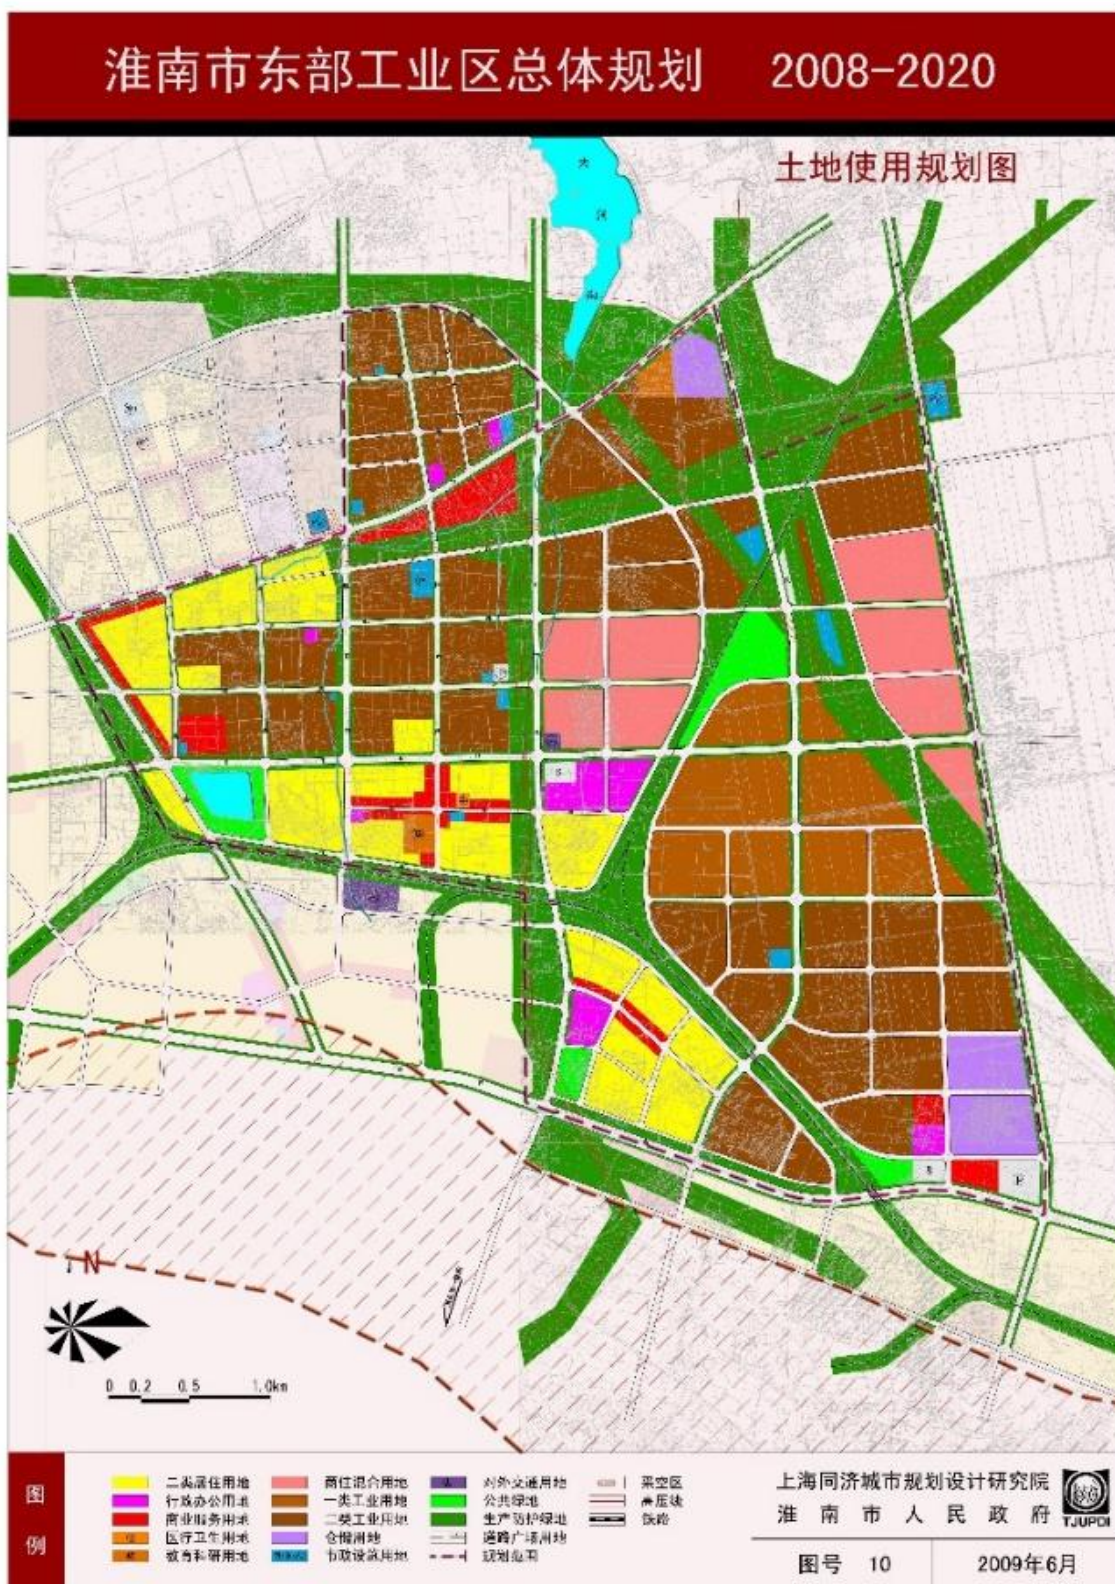 淮南市东部工业区总体规划 2008-2020
土地使用规划图
大
涧
沟
N
0 0.2 0.5 1.0km
图例
二类居住用地
行政办公用地
商业服务用地
医疗卫生用地
教育科研用地
商住混合用地
一类工业用地
二类工业用地
仓储用地
市政设施用地
对外交通用地
公共绿地
生产防护绿地
道路广场用地
规划范围
采空区
高压线
铁路
上海同济城市规划设计研究院
淮南市人民政府
TJUPDI
图号 10
2009年6月